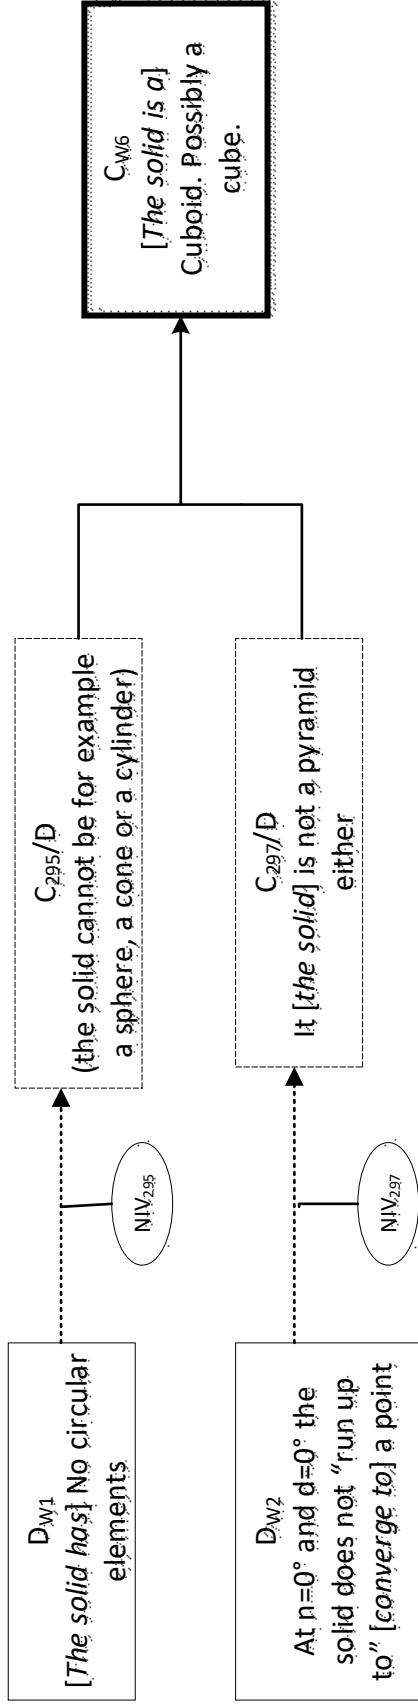 D_W1
[The solid has] No circular
elements
NIV_295
C_295/D
(the solid cannot be for example
a sphere, a cone or a cylinder)
D_W2
At n=0° and d=0° the
solid does not “run up
to” [converge to] a point
NIV_297
C_297/D
It [the solid] is not a pyramid
either
C_W6
[The solid is a]
Cuboid. Possibly a
cube.